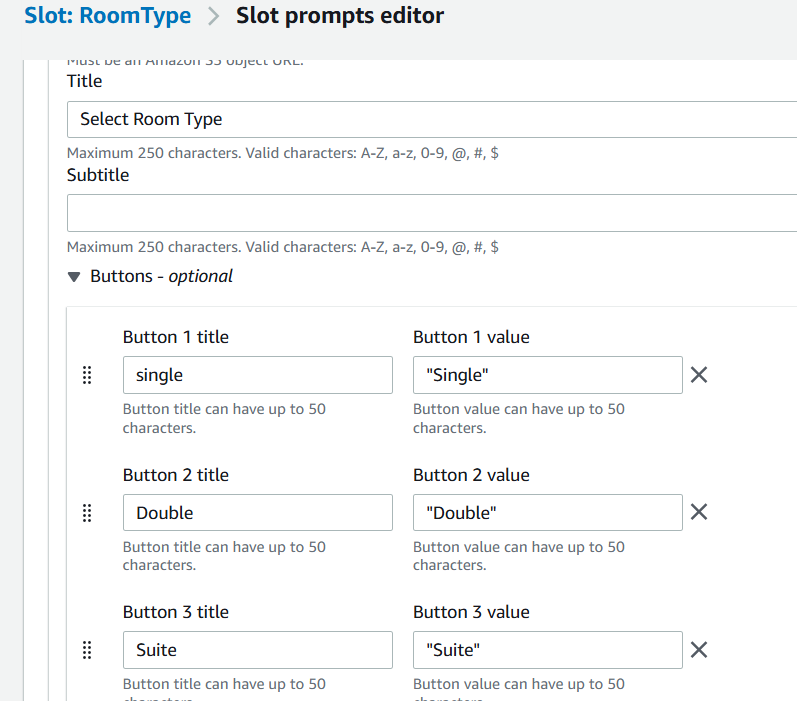 Slot: RoomType > Slot prompts editor
Must be an Amazon S3 object URL.
Title
Select Room Type
Maximum 250 characters. Valid characters: A-Z, a-z, 0-9, @, #, $
Subtitle
Maximum 250 characters. Valid characters: A-Z, a-z, 0-9, @, #, $
Buttons - optional
Button 1 title Button 1 value
single "Single"
Button title can have up to 50 Button value can have up to 50
characters. characters.
Button 2 title Button 2 value
Double "Double"
Button title can have up to 50 Button value can have up to 50
characters. characters.
Button 3 title Button 3 value
Suite "Suite"
Button title can have up to 50 Button value can have up to 50
characters. characters.